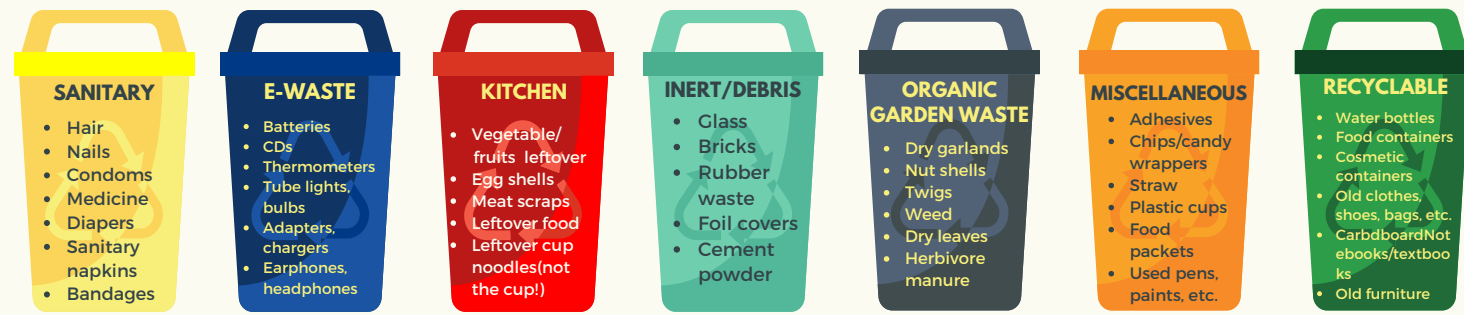 SANITARY
• Hair
• Nails
• Condoms
• Medicine
• Diapers
• Sanitary
napkins
• Bandages
E-WASTE
• Batteries
• CDs
• Thermometers
• Tube lights,
bulbs
• Adapters,
chargers
• Earphones,
headphones
KITCHEN
• Vegetable/
fruits leftover
• Egg shells
• Meat scraps
• Leftover food
• Leftover cup
noodles(not
the cup!)
INERT/DEBRIS
• Glass
• Bricks
• Rubber
waste
• Foil covers
• Cement
powder
ORGANIC
GARDEN WASTE
• Dry garlands
• Nut shells
• Twigs
• Weed
• Dry leaves
• Herbivore
manure
MISCELLANEOUS
• Adhesives
• Chips/candy
wrappers
• Straw
• Plastic cups
• Food
packets
• Used pens,
paints, etc.
RECYCLABLE
• Water bottles
• Food containers
• Cosmetic
containers
• Old clothes,
shoes, bags, etc.
• CarbdboardNot
ebooks/textboo
ks
• Old furniture